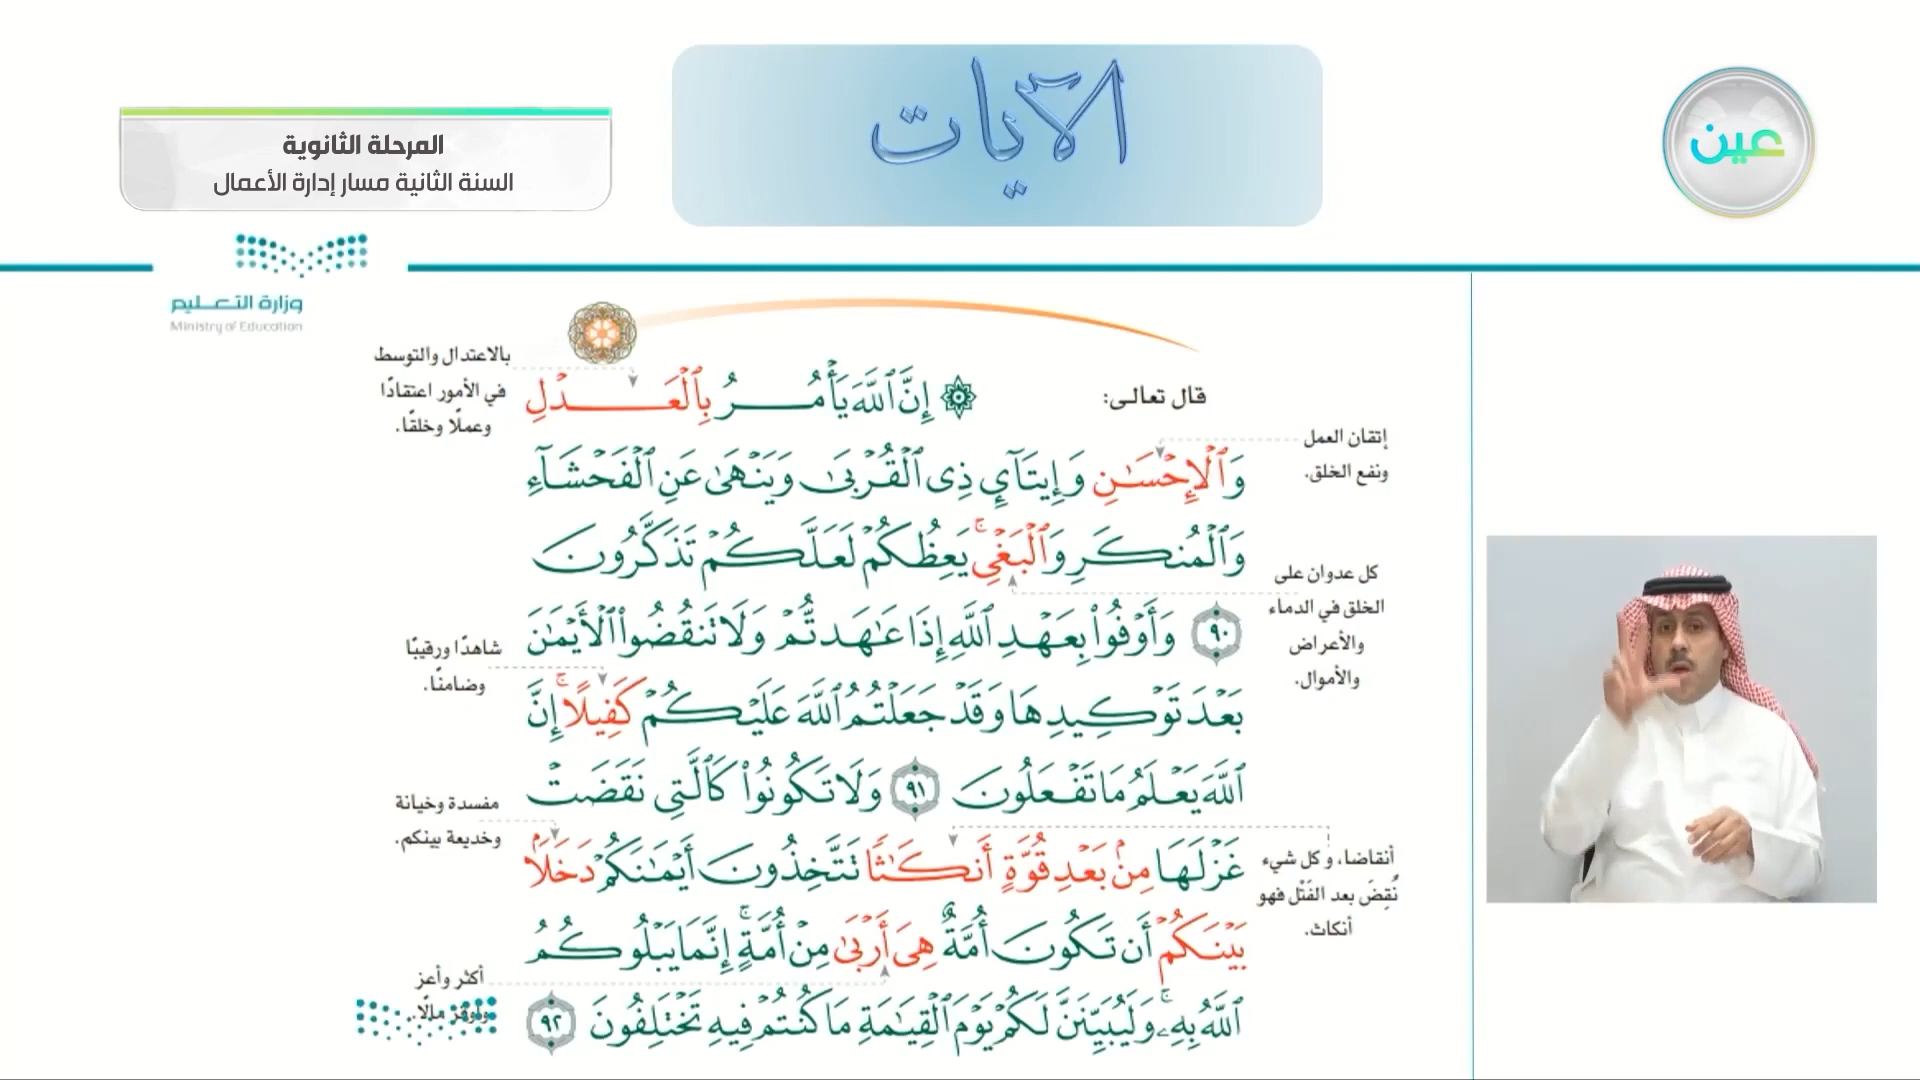 الآيات
عين
المرحلة الثانوية
السنة الثانية مسار إدارة الأعمال
وزارة التعليم
Ministry of Education
قال تعالى:
۞ إِنَّ ٱللَّهَ يَأۡمُرُ بِٱلۡعَدۡلِ
وَٱلۡإِحۡسَٰنِ وَإِيتَآيِٕ ذِي ٱلۡقُرۡبَىٰ وَيَنۡهَىٰ عَنِ ٱلۡفَحۡشَآءِ
وَٱلۡمُنكَرِ وَٱلۡبَغۡيِۚ يَعِظُكُمۡ لَعَلَّكُمۡ تَذَكَّرُونَ
٩٠ وَأَوۡفُواْ بِعَهۡدِ ٱللَّهِ إِذَا عَٰهَدتُّمۡ وَلَا تَنقُضُواْ ٱلۡأَيۡمَٰنَ
بَعۡدَ تَوۡكِيدِهَا وَقَدۡ جَعَلۡتُمُ ٱللَّهَ عَلَيۡكُمۡ كَفِيلًاۚ إِنَّ
ٱللَّهَ يَعۡلَمُ مَا تَفۡعَلُونَ ٩١ وَلَا تَكُونُواْ كَٱلَّتِي نَقَضَتۡ
غَزۡلَهَا مِنۢ بَعۡدِ قُوَّةٍ أَنكَٰثٗا تَتَّخِذُونَ أَيۡمَٰنَكُمۡ دَخَلَۢا
بَيۡنَكُمۡ أَن تَكُونَ أُمَّةٌ هِيَ أَرۡبَىٰ مِنۡ أُمَّةٍۚ إِنَّمَا يَبۡلُوكُمُ
ٱللَّهُ بِهِۦۚ وَلَيُبَيِّنَنَّ لَكُمۡ يَوۡمَ ٱلۡقِيَٰمَةِ مَا كُنتُمۡ فِيهِ تَخۡتَلِفُونَ ٩٢
إتقان العمل
ونفع الخلق.
كل عدوان على
الخلق في الدماء
والأعراض
والأموال.
أنقاضا، وكل شيء
نُقِضَ بعد الفَتْل فهو
أنكاث.
بالاعتدال والتوسط
في الأمور اعتقادًا
وعملًا وخلقًا.
شاهدًا ورقيبًا
وضامنًا.
مفسدة وخيانة
وخديعة بينكم.
أكثر وأعز
وأوفر مالًا.